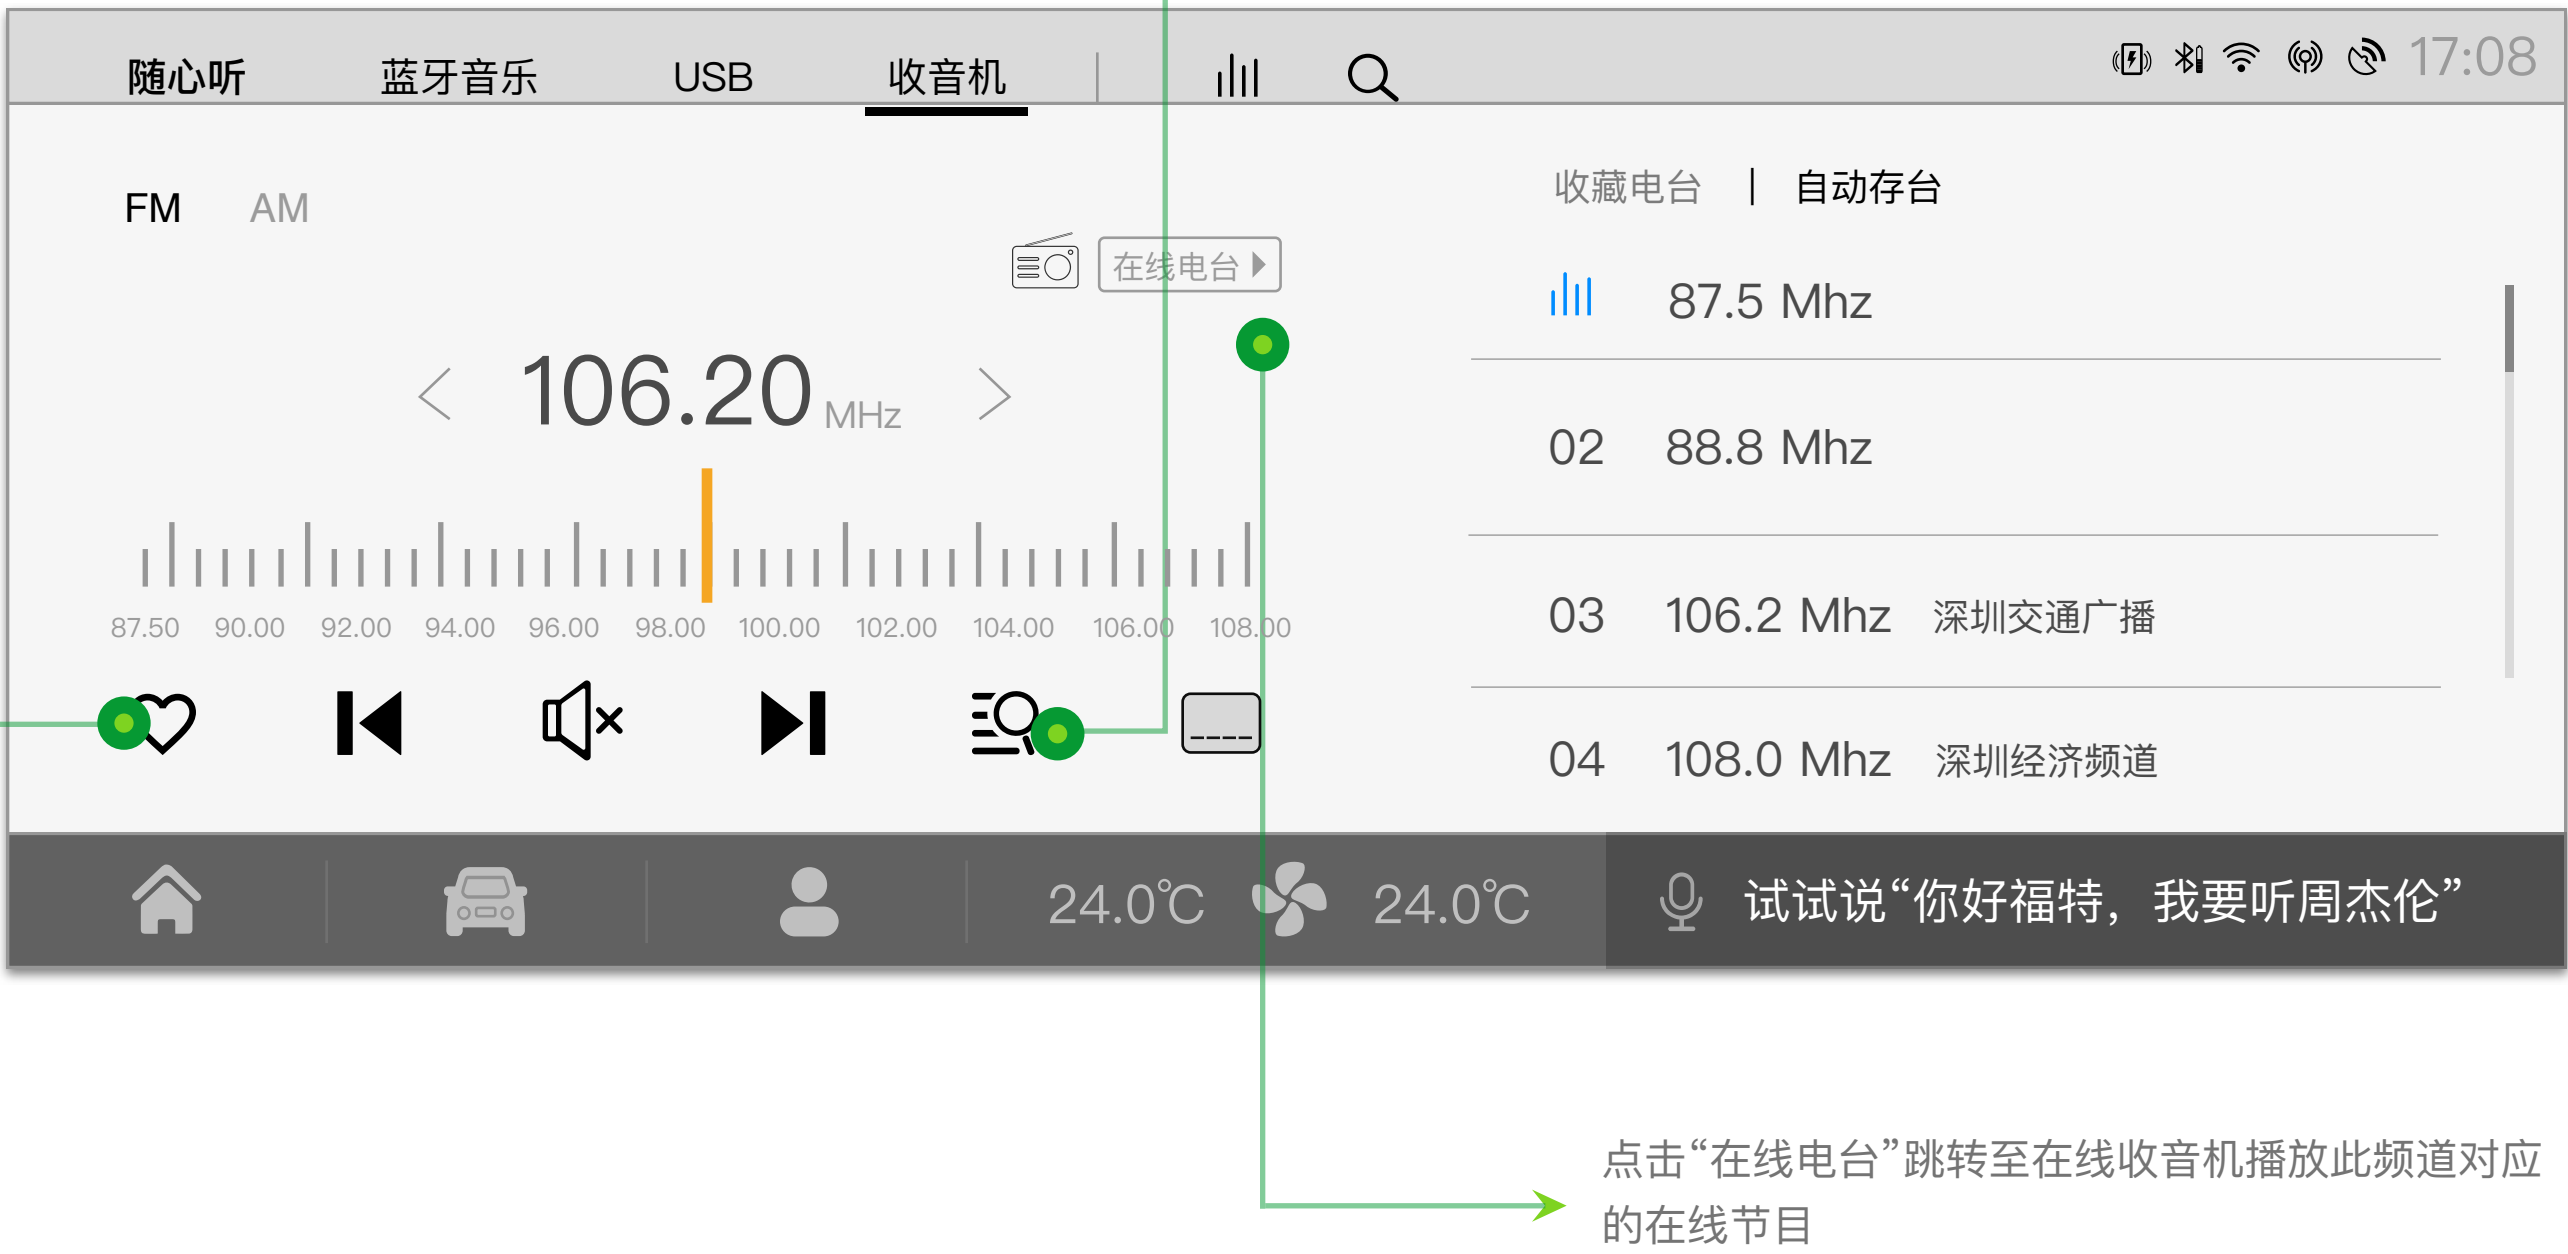 随心听 蓝牙音乐 USB 收音机 17:08
FM AM
收藏电台 | 自动存台
在线电台
87.5 Mhz
106.20 MHz
02 88.8 Mhz
03 106.2 Mhz 深圳交通广播
87.50 90.00 92.00 94.00 96.00 98.00 100.00 102.00 104.00 106.00 108.00
04 108.0 Mhz 深圳经济频道
24.0℃ 24.0℃ 试试说“你好福特，我要听周杰伦”
点击“在线电台”跳转至在线收音机播放此频道对应
的在线节目